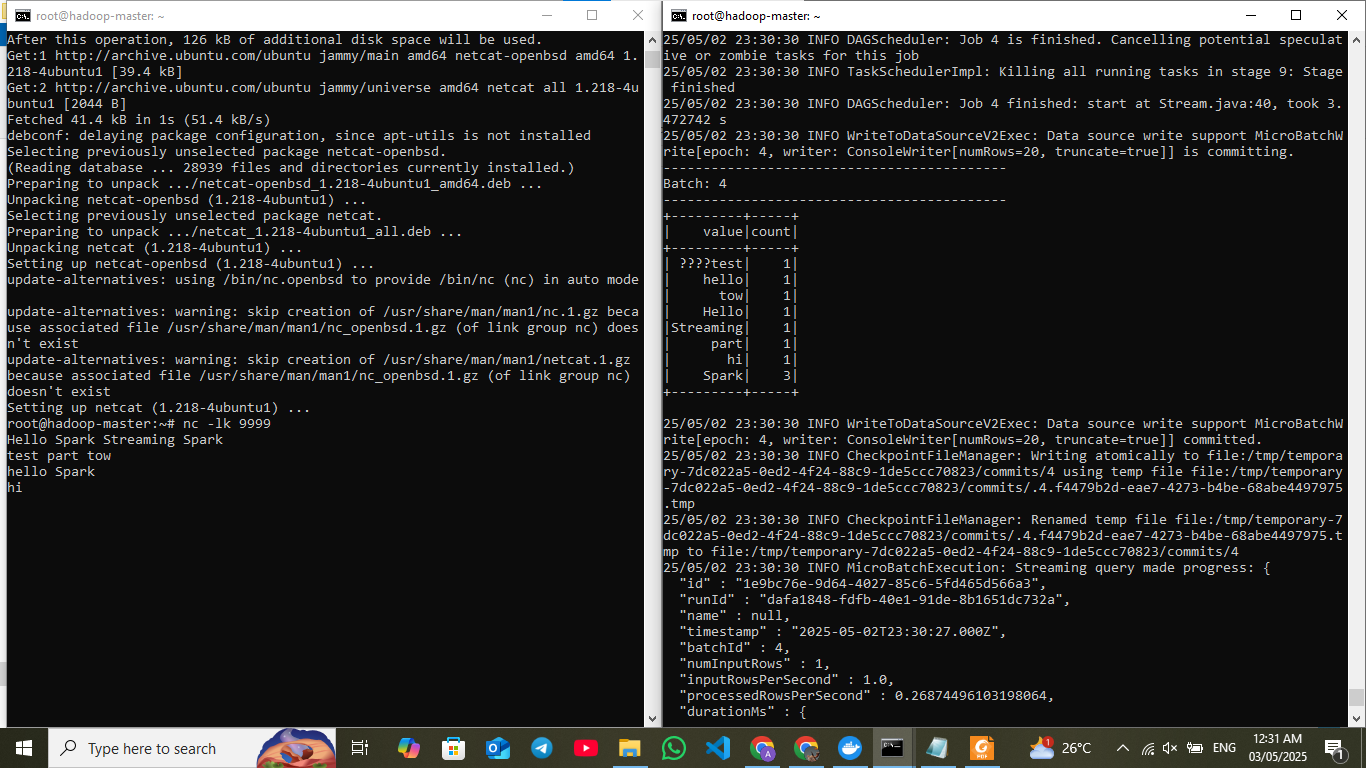 root@hadoop-master: ~
After this operation, 126 kB of additional disk space will be used.
Get:1 http://archive.ubuntu.com/ubuntu jammy/main amd64 netcat-openbsd amd64 1.
218-4ubuntu1 [39.4 kB]
Get:2 http://archive.ubuntu.com/ubuntu jammy/universe amd64 netcat all 1.218-4u
buntu1 [2044 B]
Fetched 41.4 kB in 1s (51.4 kB/s)
debconf: delaying package configuration, since apt-utils is not installed
Selecting previously unselected package netcat-openbsd.
(Reading database ... 28939 files and directories currently installed.)
Preparing to unpack .../netcat-openbsd_1.218-4ubuntu1_amd64.deb ...
Unpacking netcat-openbsd (1.218-4ubuntu1) ...
Selecting previously unselected package netcat.
Preparing to unpack .../netcat_1.218-4ubuntu1_all.deb ...
Unpacking netcat (1.218-4ubuntu1) ...
Setting up netcat-openbsd (1.218-4ubuntu1) ...
update-alternatives: using /bin/nc.openbsd to provide /bin/nc (nc) in auto mode
update-alternatives: warning: skip creation of /usr/share/man/man1/nc.1.gz beca
use associated file /usr/share/man/man1/nc_openbsd.1.gz (of link group nc) does
n't exist
update-alternatives: warning: skip creation of /usr/share/man/man1/netcat.1.gz
because associated file /usr/share/man/man1/nc_openbsd.1.gz (of link group nc)
doesn't exist
Setting up netcat (1.218-4ubuntu1) ...
root@hadoop-master:~# nc -lk 9999
Hello Spark Streaming Spark
test part tow
hello Spark
hi
root@hadoop-master: ~
25/05/02 23:30:30 INFO DAGScheduler: Job 4 is finished. Cancelling potential speculat
ive or zombie tasks for this job
25/05/02 23:30:30 INFO TaskSchedulerImpl: Killing all running tasks in stage 9: Stage
 finished
25/05/02 23:30:30 INFO DAGScheduler: Job 4 finished: start at Stream.java:40, took 3.
472742 s
25/05/02 23:30:30 INFO WriteToDataSourceV2Exec: Data source write support MicroBatchW
rite[epoch: 4, writer: ConsoleWriter[numRows=20, truncate=true]] is committing.
-------------------------------------------
Batch: 4
-------------------------------------------
+---------+-----+
|    value|count|
+---------+-----+
| ????test|    1|
|    hello|    1|
|      tow|    1|
|    Hello|    1|
|Streaming|    1|
|     part|    1|
|       hi|    1|
|    Spark|    3|
+---------+-----+
25/05/02 23:30:30 INFO WriteToDataSourceV2Exec: Data source write support MicroBatchW
rite[epoch: 4, writer: ConsoleWriter[numRows=20, truncate=true]] committed.
25/05/02 23:30:30 INFO CheckpointFileManager: Writing atomically to file:/tmp/tempora
ry-7dc022a5-0ed2-4f24-88c9-1de5ccc70823/commits/4 using temp file file:/tmp/temporary
-7dc022a5-0ed2-4f24-88c9-1de5ccc70823/commits/.4.f4479b2d-eae7-4273-b4be-68abe4497975
.tmp
25/05/02 23:30:30 INFO CheckpointFileManager: Renamed temp file file:/tmp/temporary-7
dc022a5-0ed2-4f24-88c9-1de5ccc70823/commits/.4.f4479b2d-eae7-4273-b4be-68abe4497975.t
mp to file:/tmp/temporary-7dc022a5-0ed2-4f24-88c9-1de5ccc70823/commits/4
25/05/02 23:30:30 INFO MicroBatchExecution: Streaming query made progress: {
  "id" : "1e9bc76e-9d64-4027-85c6-5fd465d566a3",
  "runId" : "dafa1848-fdfb-40e1-91de-8b1651dc732a",
  "name" : null,
  "timestamp" : "2025-05-02T23:30:27.000Z",
  "batchId" : 4,
  "numInputRows" : 1,
  "inputRowsPerSecond" : 1.0,
  "processedRowsPerSecond" : 0.26874496103198064,
  "durationMs" : {
Type here to search
26°C
ENG
12:31 AM
03/05/2025